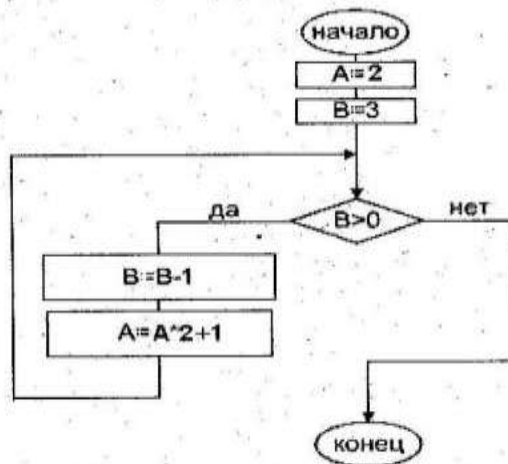 начало
A:=2
B:=3
да
B>0
нет
B:=B-1
A:=A*2+1
конец